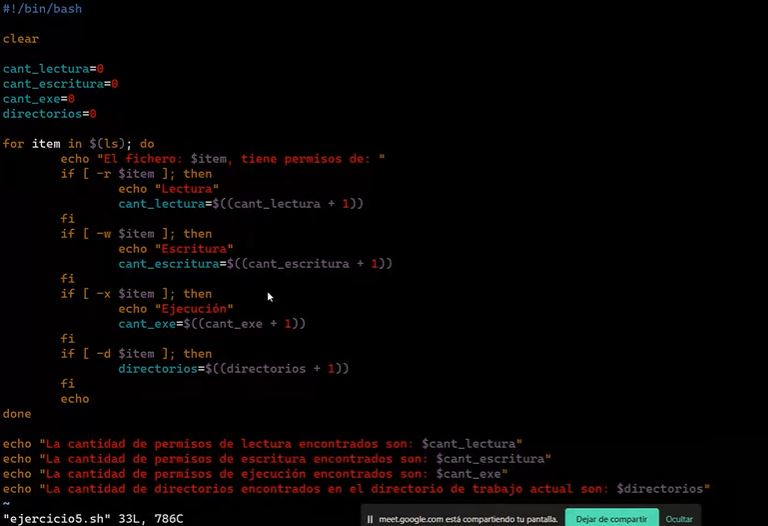 #!/bin/bash
clear
cant_lectura=0
cant_escritura=0
cant_exe=0
directorios=0
for item in $(ls); do
echo "El fichero: $item, tiene permisos de: "
if [ -r $item ]; then
echo "Lectura"
cant_lectura=$((cant_lectura + 1))
fi
if [ -w $item ]; then
echo "Escritura"
cant_escritura=$((cant_escritura + 1))
fi
if [ -x $item ]; then
echo "Ejecución"
cant_exe=$((cant_exe + 1))
fi
if [ -d $item ]; then
directorios=$((directorios + 1))
fi
echo
done
echo "La cantidad de permisos de lectura encontrados son: $cant_lectura"
echo "La cantidad de permisos de escritura encontrados son: $cant_escritura"
echo "La cantidad de permisos de ejecución encontrados son: $cant_exe"
echo "La cantidad de directorios encontrados en el directorio de trabajo actual son: $directorios"
~
"ejercicio5.sh" 33L, 786C
meet.google.com está compartiendo tu pantalla. Dejar de compartir Ocultar